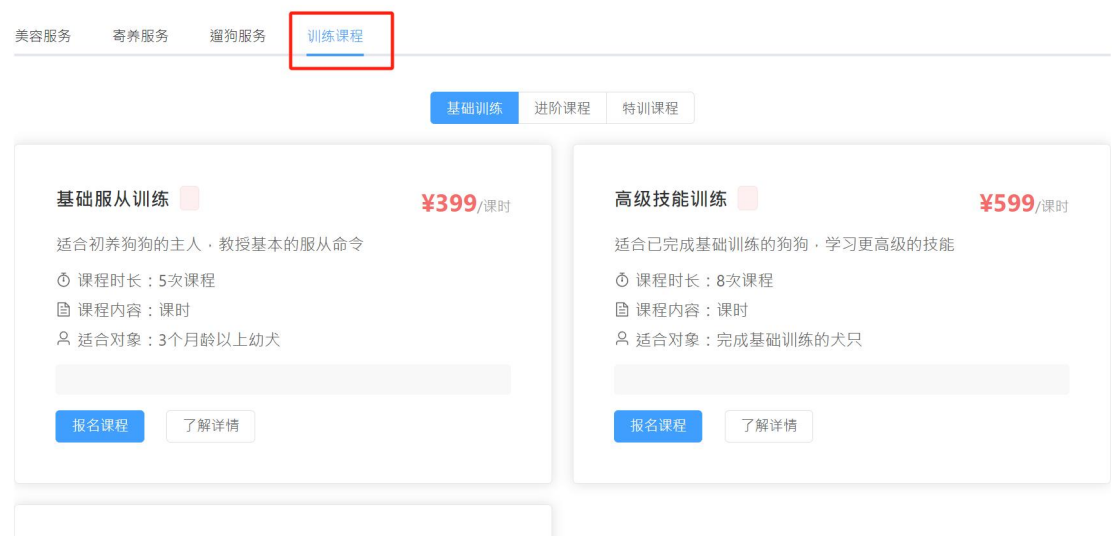 美容服务 寄养服务 遛狗服务 训练课程
基础训练 进阶课程 特训课程
基础服从训练 ¥399/课时
适合初养狗狗的主人，教授基本的服从命令
课程时长：5次课程
课程内容：课时
适合对象：3个月龄以上幼犬
报名课程 了解详情
高级技能训练 ¥599/课时
适合已完成基础训练的狗狗，学习更高级的技能
课程时长：8次课程
课程内容：课时
适合对象：完成基础训练的犬只
报名课程 了解详情